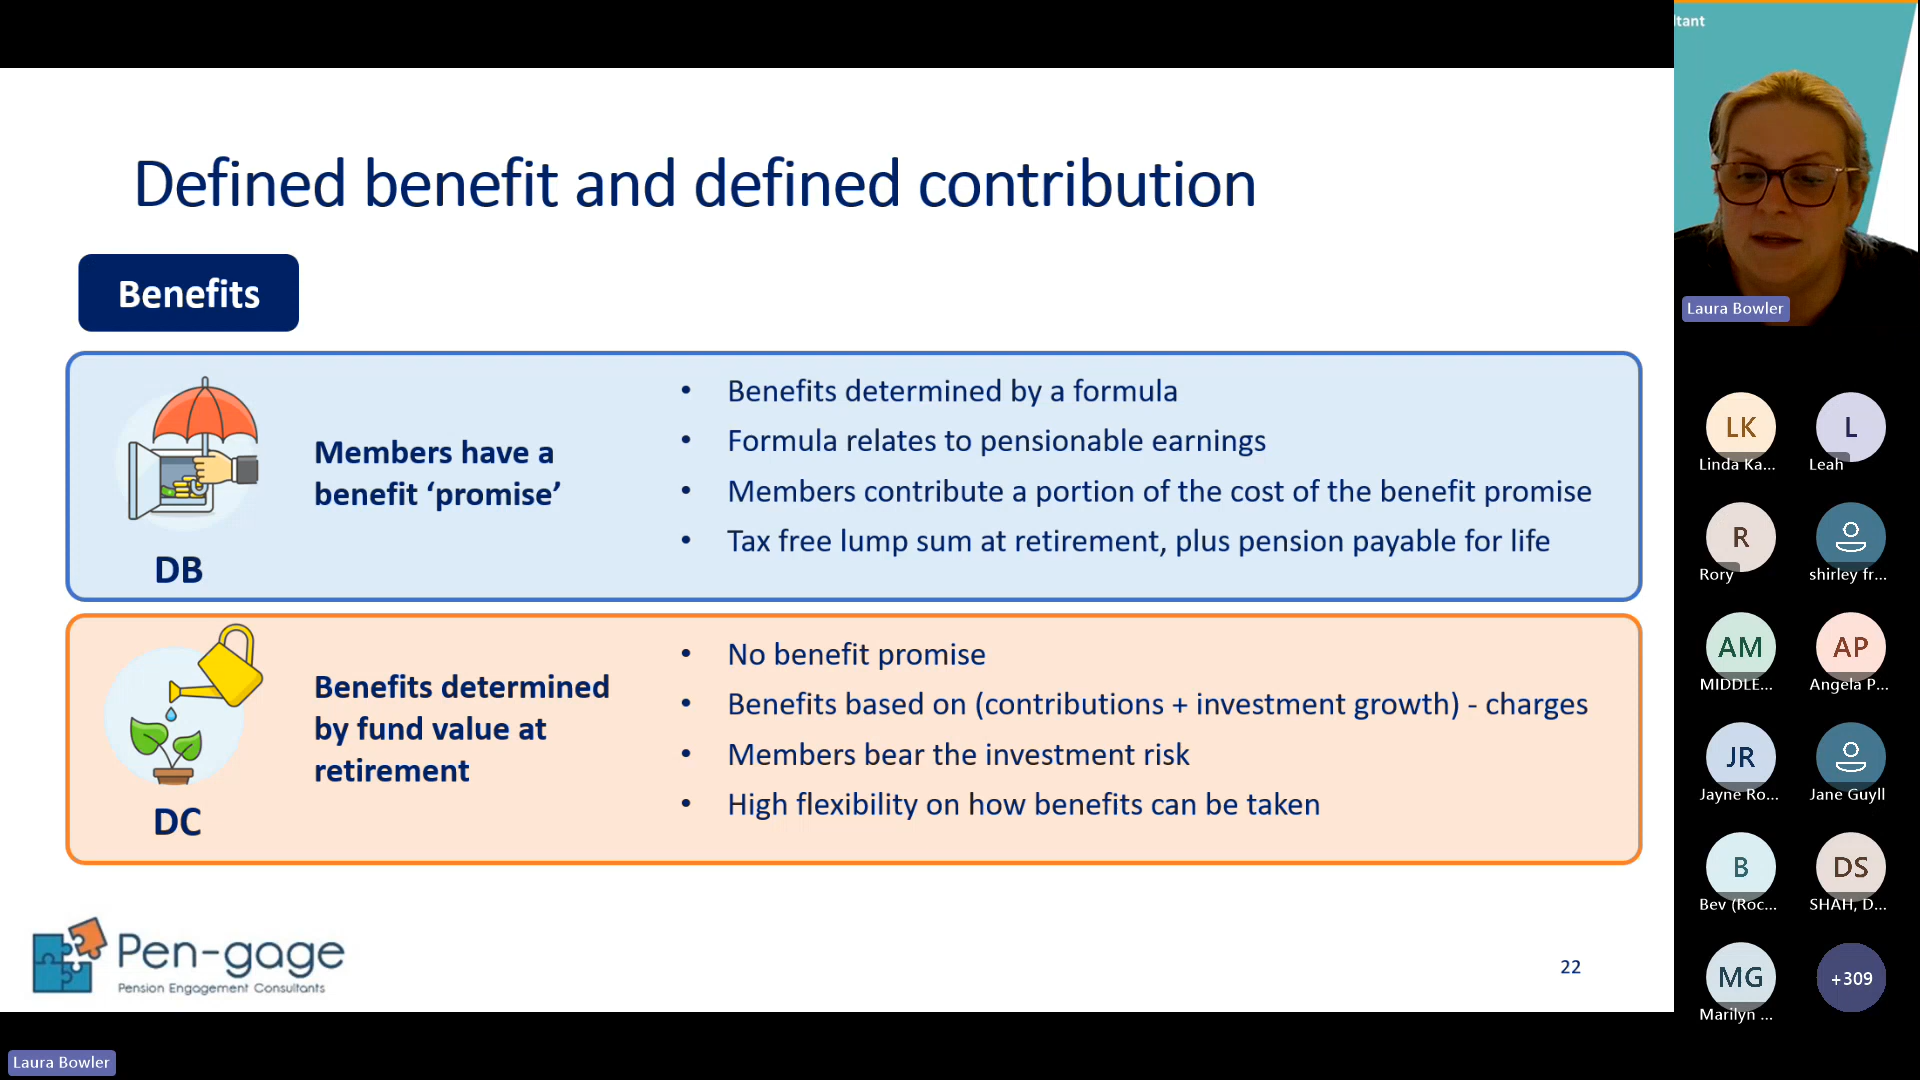 Defined benefit and defined contribution
Benefits
Members have a
benefit ‘promise’
DB
• Benefits determined by a formula
• Formula relates to pensionable earnings
• Members contribute a portion of the cost of the benefit promise
• Tax free lump sum at retirement, plus pension payable for life
Benefits determined
by fund value at
retirement
DC
• No benefit promise
• Benefits based on (contributions + investment growth) - charges
• Members bear the investment risk
• High flexibility on how benefits can be taken
Pen-gage
Pension Engagement Consultants
22
Laura Bowler
ltant
Laura Bowler
LK
Linda Ka...
L
Leah
R
Rory
shirley fr...
AM
MIDDLE...
AP
Angela P...
JR
Jayne Ro...
Jane Guyll
B
Bev (Roc...
DS
SHAH, D...
MG
Marilyn ...
+309